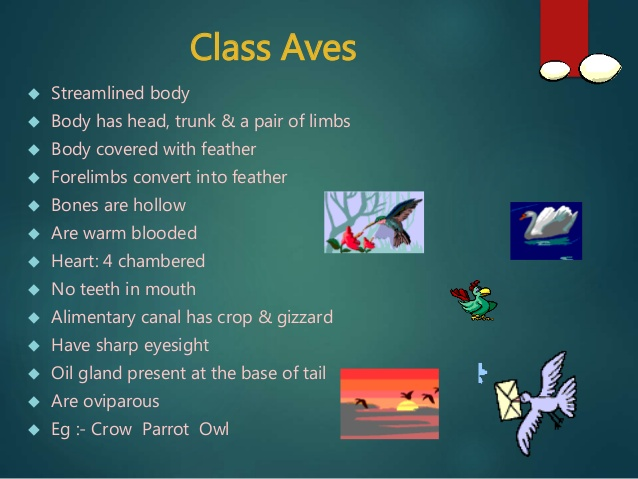 Class Aves
Streamlined body
Body has head, trunk & a pair of limbs
Body covered with feather
Forelimbs convert into feather
Bones are hollow
Are warm blooded
Heart: 4 chambered
No teeth in mouth
Alimentary canal has crop & gizzard
Have sharp eyesight
Oil gland present at the base of tail
Are oviparous
Eg :- Crow Parrot Owl